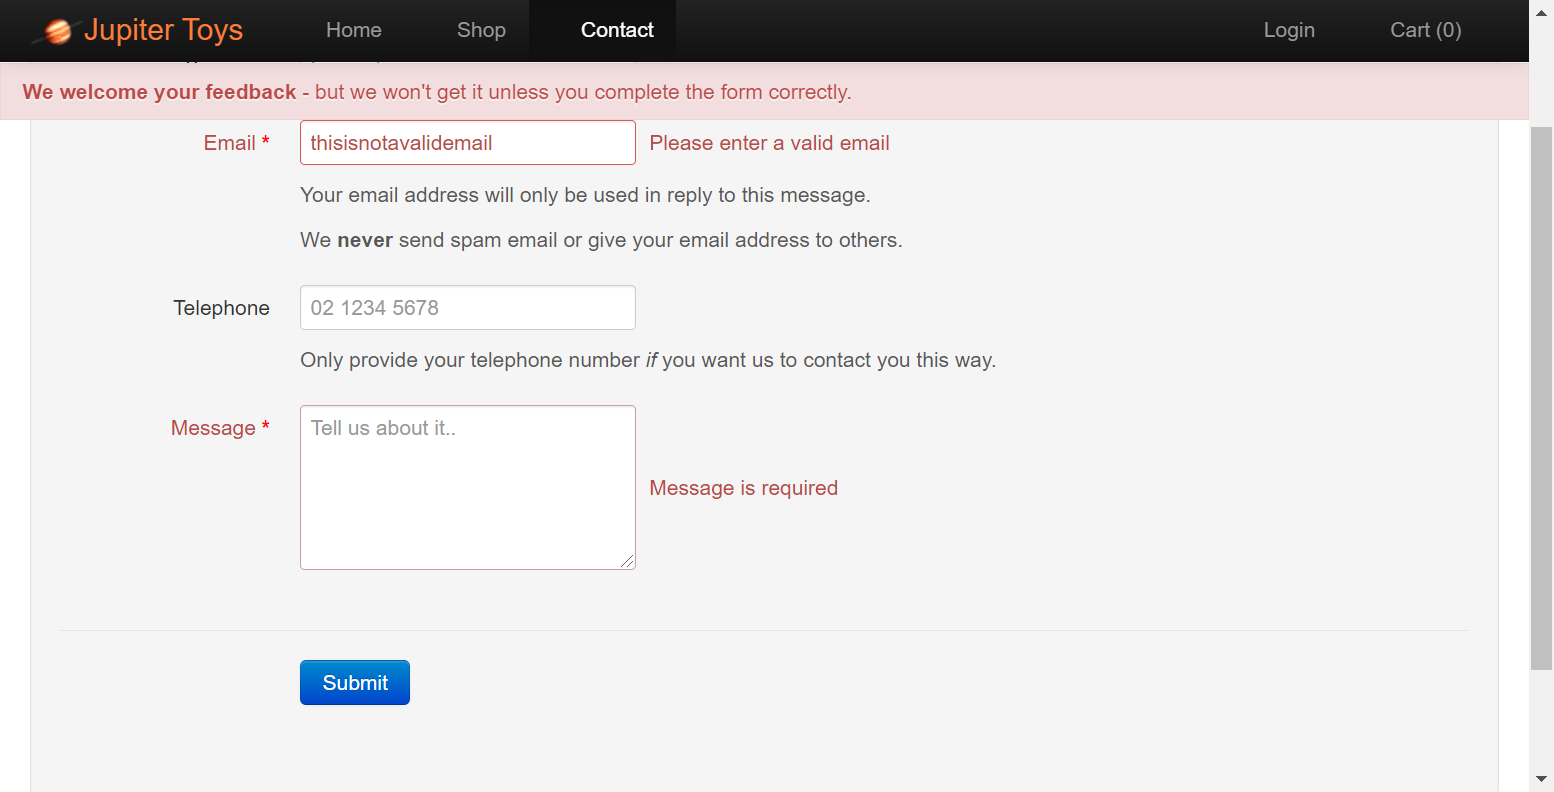 Jupiter Toys Home Shop Contact Login Cart (0)
We welcome your feedback - but we won't get it unless you complete the form correctly.
Email * thisisnotavalidemail Please enter a valid email
Your email address will only be used in reply to this message.
We never send spam email or give your email address to others.
Telephone 02 1234 5678
Only provide your telephone number if you want us to contact you this way.
Message * Tell us about it..
Message is required
Submit